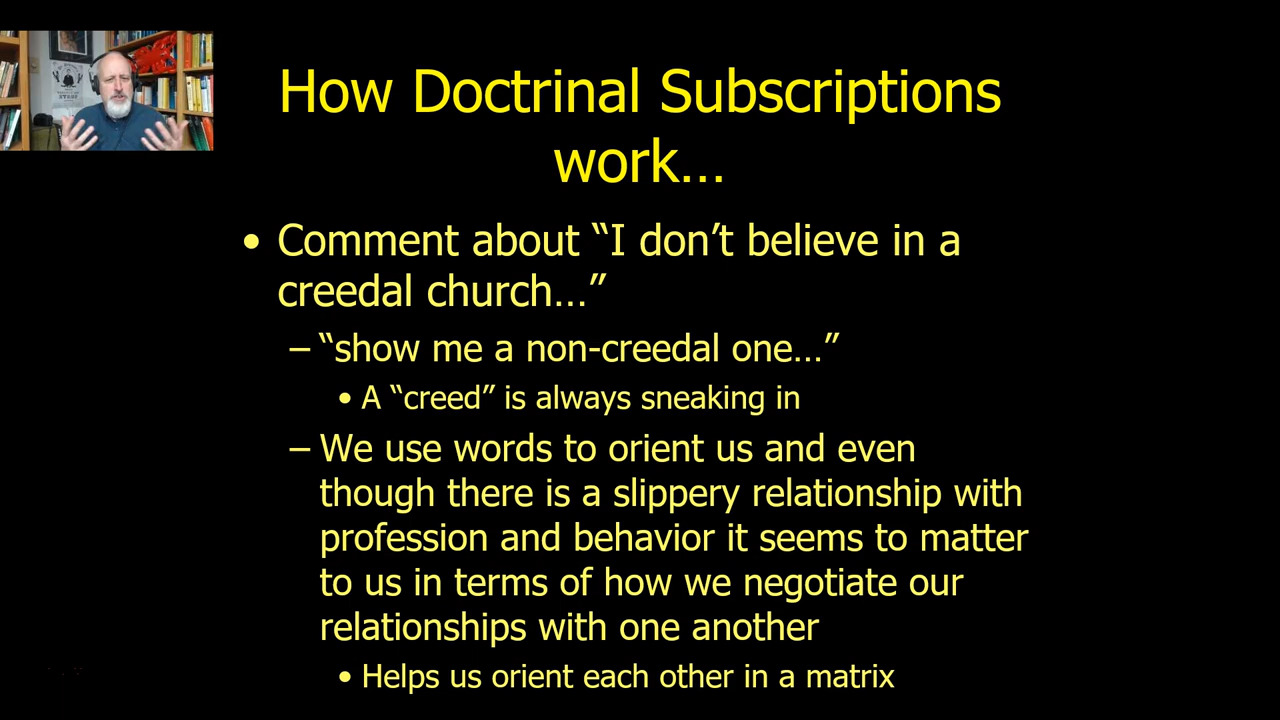 How Doctrinal Subscriptions
work...
• Comment about “I don’t believe in a
creedal church...”
– “show me a non-creedal one...”
• A “creed” is always sneaking in
– We use words to orient us and even
though there is a slippery relationship with
profession and behavior it seems to matter
to us in terms of how we negotiate our
relationships with one another
• Helps us orient each other in a matrix